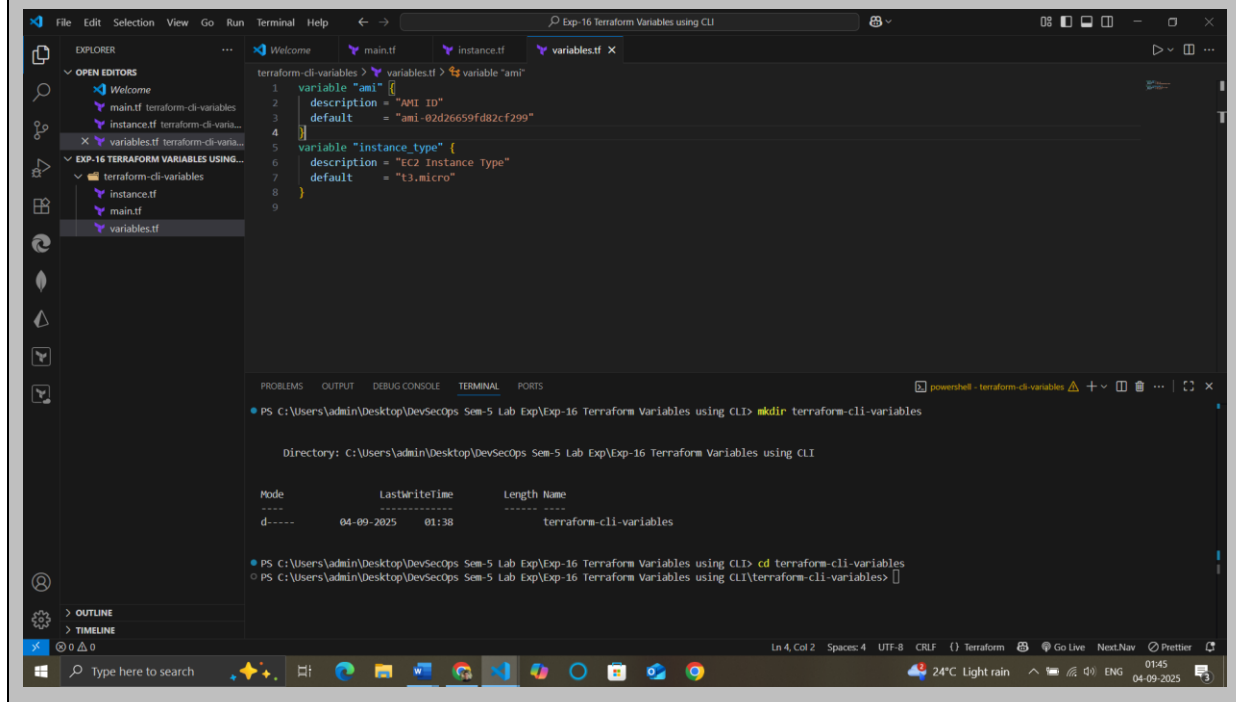 File Edit Selection View Go Run Terminal Help
Exp-16 Terraform Variables using CLI
EXPLORER
Welcome main.tf instance.tf variables.tf
OPEN EDITORS
Welcome
main.tf terraform-cli-variables
instance.tf terraform-cli-varia...
variables.tf terraform-cli-varia...
EXP-16 TERRAFORM VARIABLES USING...
terraform-cli-variables
instance.tf
main.tf
variables.tf
OUTLINE
TIMELINE
terraform-cli-variables > variables.tf > variable "ami"
1 variable "ami" {
2 description = "AMI ID"
3 default = "ami-02d26659fd82cf299"
4 }
5 variable "instance_type" {
6 description = "EC2 Instance Type"
7 default = "t3.micro"
8 }
9
PROBLEMS OUTPUT DEBUG CONSOLE TERMINAL PORTS
powershell - terraform-cli-variables
PS C:\Users\admin\Desktop\DevSecOps Sem-5 Lab Exp\Exp-16 Terraform Variables using CLI> mkdir terraform-cli-variables
Directory: C:\Users\admin\Desktop\DevSecOps Sem-5 Lab Exp\Exp-16 Terraform Variables using CLI
Mode LastWriteTime Length Name
---- ------------- ------ ----
d----- 04-09-2025 01:38 terraform-cli-variables
PS C:\Users\admin\Desktop\DevSecOps Sem-5 Lab Exp\Exp-16 Terraform Variables using CLI> cd terraform-cli-variables
PS C:\Users\admin\Desktop\DevSecOps Sem-5 Lab Exp\Exp-16 Terraform Variables using CLI\terraform-cli-variables>
0 0 Ln 4, Col 2 Spaces: 4 UTF-8 CRLF {} Terraform Go Live Next.Nav Prettier
Type here to search
24°C Light rain ENG 01:45
04-09-2025
3